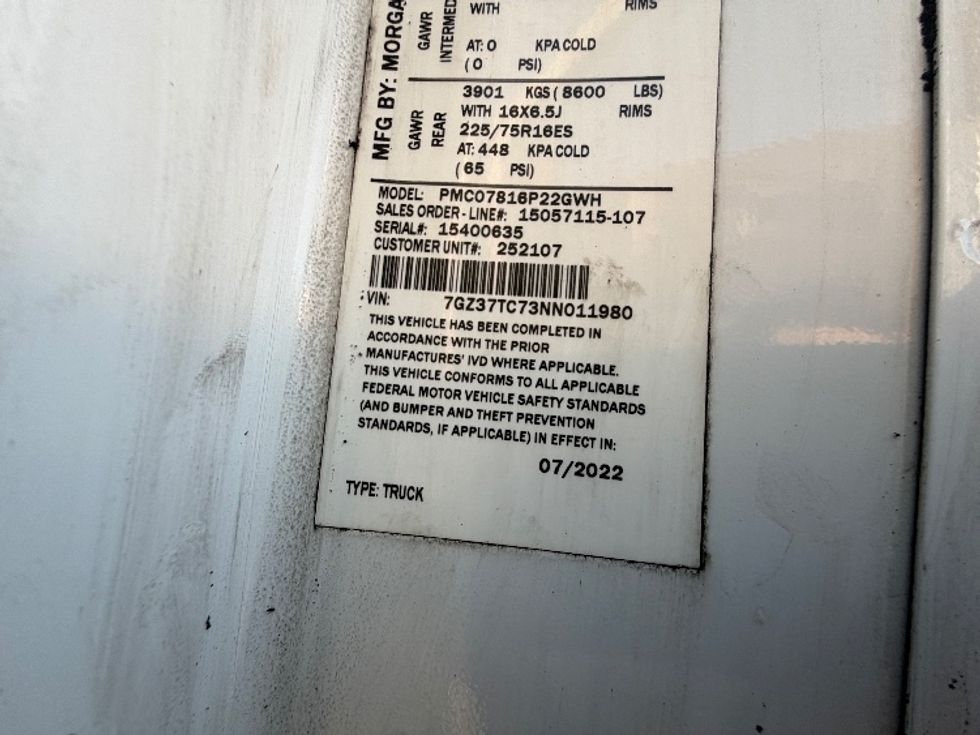 MFG BY: MORGA
GAWR
INTERMED
WITH RIMS
AT: 0 KPA COLD
(0 PSI)
GAWR
REAR
3901 KGS (8600 LBS)
WITH 16X6.5J RIMS
225/75R16ES
AT: 448 KPA COLD
(65 PSI)
MODEL: PMC07816P22GWH
SALES ORDER - LINE#: 15057115-107
SERIAL#: 15400635
CUSTOMER UNIT#: 252107
VIN: 7GZ37TC73NN011980
THIS VEHICLE HAS BEEN COMPLETED IN
ACCORDANCE WITH THE PRIOR
MANUFACTURES' IVD WHERE APPLICABLE.
THIS VEHICLE CONFORMS TO ALL APPLICABLE
FEDERAL MOTOR VEHICLE SAFETY STANDARDS
(AND BUMPER AND THEFT PREVENTION
STANDARDS, IF APPLICABLE) IN EFFECT IN:
07/2022
TYPE: TRUCK